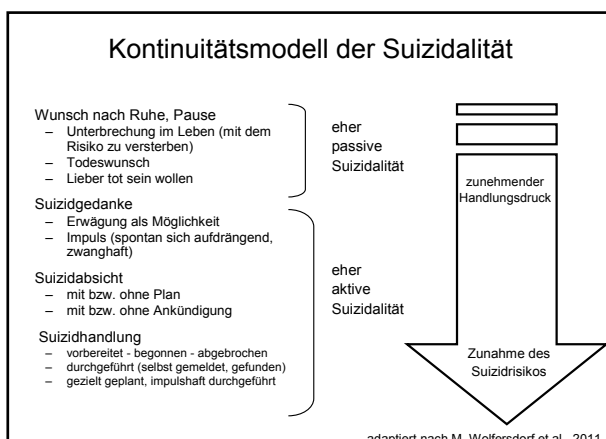 Kontinuitätsmodell der Suizidalität
Wunsch nach Ruhe, Pause
– Unterbrechung im Leben (mit dem
Risiko zu versterben)
– Todeswunsch
– Lieber tot sein wollen
eher
passive
Suizidalität
Suizidgedanke
– Erwägung als Möglichkeit
– Impuls (spontan sich aufdrängend,
zwanghaft)
Suizidabsicht
– mit bzw. ohne Plan
– mit bzw. ohne Ankündigung
Suizidhandlung
– vorbereitet - begonnen - abgebrochen
– durchgeführt (selbst gemeldet, gefunden)
– gezielt geplant, impulshaft durchgeführt
eher
aktive
Suizidalität
zunehmender
Handlungsdruck
Zunahme des
Suizidrisikos
adaptiert nach M. Wolfersdorf et al., 2011